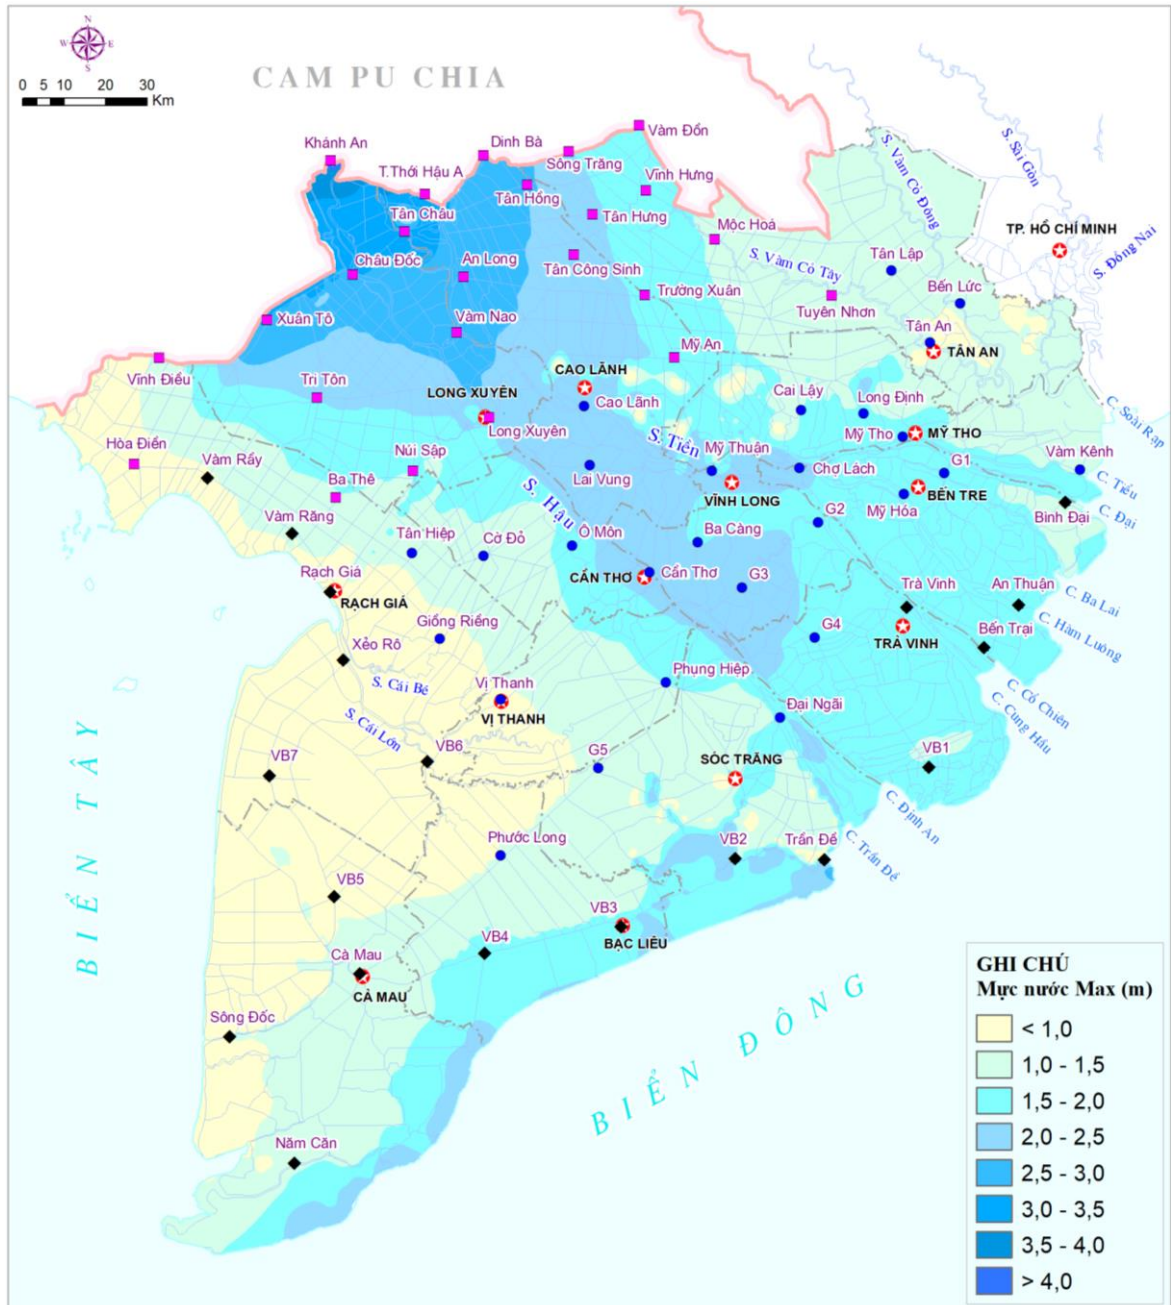 N
W E
S
0 5 10 20 30
Km
CAM PU CHIA
Khánh An
Dinh Bà
Sông Trăng
Vàm Đồn
T.Thới Hậu A
Tân Hồng
Vĩnh Hưng
Tân Châu
Tân Hưng
Mộc Hoá
S. Vàm Cỏ Đông
S. Sài Gòn
TP. HỒ CHÍ MINH
S. Đồng Nai
Châu Đốc
An Long
Tân Công Sinh
S. Vàm Cỏ Tây
Tân Lập
Bến Lức
Trường Xuân
Tuyên Nhơn
Xuân Tô
Vàm Nao
Tân An
TÂN AN
Mỹ An
Vĩnh Điều
Tri Tôn
LONG XUYÊN
CAO LÃNH
Cao Lãnh
Cai Lậy
Long Định
C. Soài Rạp
Long Xuyên
S. Tiền
Mỹ Tho
MỸ THO
Hòa Điền
Vàm Rầy
Núi Sập
Lai Vung
Mỹ Thuận
Chợ Lách
G1
Vàm Kênh
C. Tiểu
VĨNH LONG
BẾN TRE
Ba Thê
S. Hậu
Mỹ Hóa
Bình Đại
C. Đại
Vàm Răng
Tân Hiệp
Cờ Đỏ
Ô Môn
Ba Càng
G2
Rạch Giá
RẠCH GIÁ
CẦN THƠ
Cần Thơ
G3
Trà Vinh
An Thuận
C. Ba Lai
Giồng Riềng
G4
TRÀ VINH
Bến Trại
C. Hàm Luông
Xẻo Rô
S. Cái Bé
Vị Thanh
VỊ THANH
Phụng Hiệp
Đại Ngãi
C. Cổ Chiên
C. Cung Hầu
S. Cái Lớn
VB7
VB6
G5
SÓC TRĂNG
VB1
C. Định An
BIỂN TÂY
Phước Long
VB2
Trần Đề
C. Trần Đề
VB5
VB3
BẠC LIÊU
VB4
Cà Mau
CÀ MAU
Sông Đốc
BIỂN ĐÔNG
Năm Căn
GHI CHÚ
Mực nước Max (m)
< 1,0
1,0 - 1,5
1,5 - 2,0
2,0 - 2,5
2,5 - 3,0
3,0 - 3,5
3,5 - 4,0
> 4,0